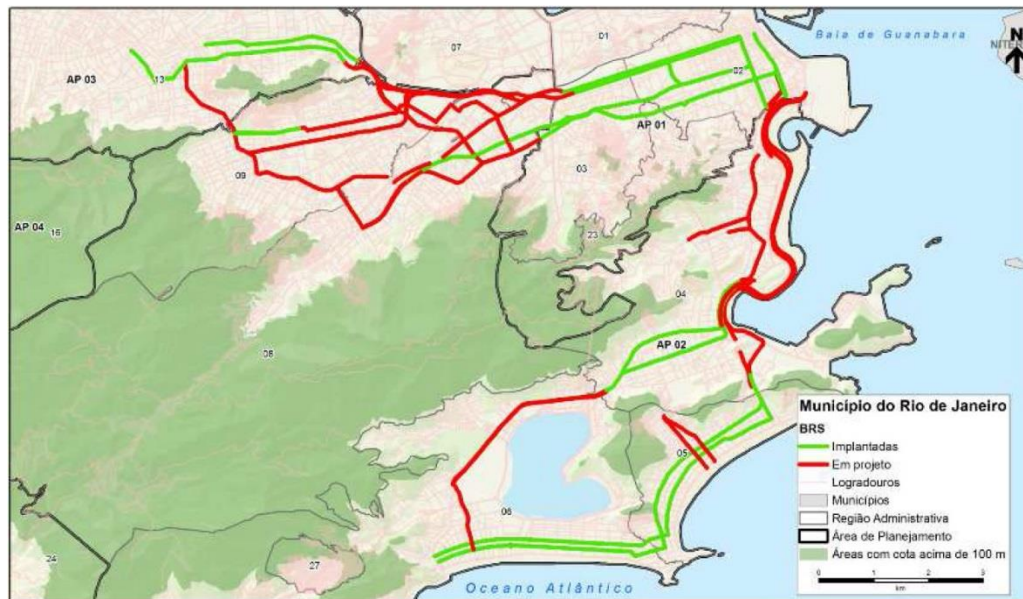 Baia de Guanabara
N
NITERÓI
01
07
AP 03
13
02
AP 01
03
09
AP 04
16
23
04
08
AP 02
05
06
24
27
Oceano Atlântico
Município do Rio de Janeiro
BRS
Implantadas
Em projeto
Logradouros
Municípios
Região Administrativa
Área de Planejamento
Áreas com cota acima de 100 m
0 1 2 3
km